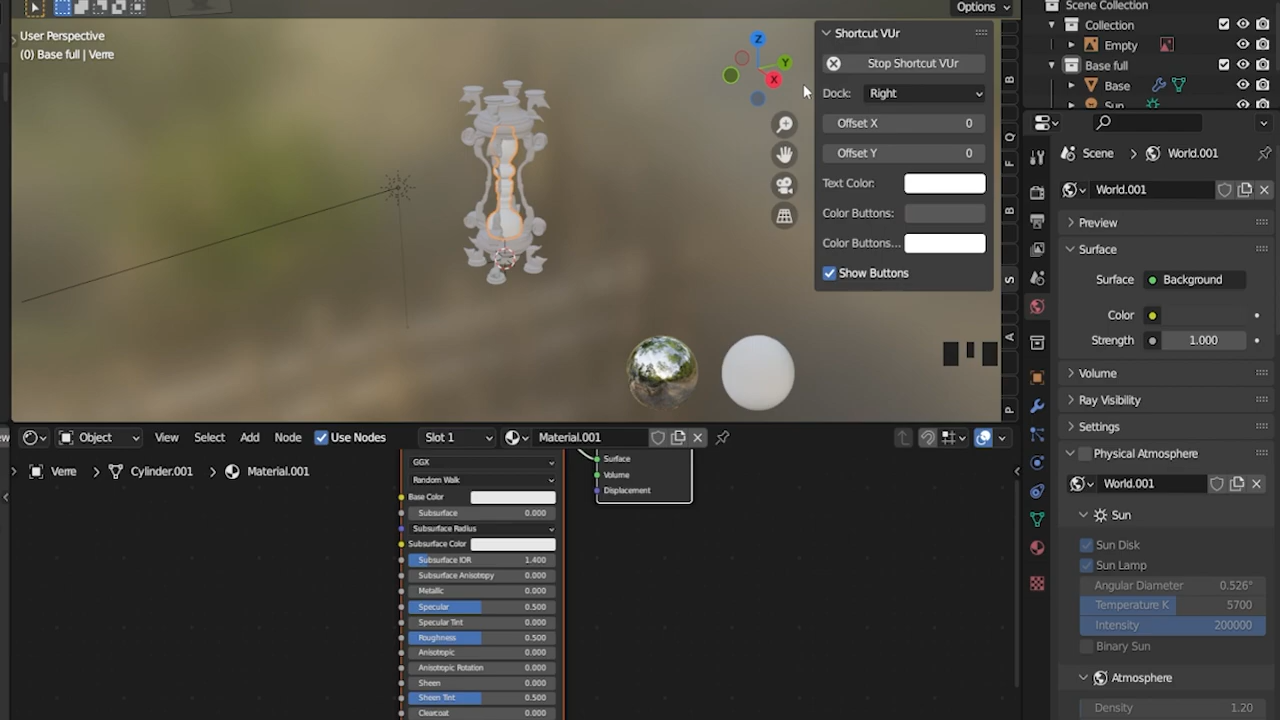 Options
User Perspective
(0) Base full | Verre
Z
Y
X
Shortcut VUr
Stop Shortcut VUr
Dock: Right
Offset X 0
Offset Y 0
Text Color:
Color Buttons:
Color Buttons...
Show Buttons
Scene Collection
Collection
Empty
Base full
Base
Sun
Scene > World.001
World.001
Preview
Surface
Surface Background
Color
Strength 1.000
Volume
Ray Visibility
Settings
Physical Atmosphere
World.001
Sun
Sun Disk
Sun Lamp
Angular Diameter 0.526°
Temperature K 5700
Intensity 200000
Binary Sun
Atmosphere
Density 1.20
Object View Select Add Node Use Nodes Slot 1 Material.001
Verre > Cylinder.001 > Material.001
GGX
Random Walk
Base Color
Subsurface 0.000
Subsurface Radius
Subsurface Color
Subsurface IOR 1.400
Subsurface Anisotropy 0.000
Metallic 0.000
Specular 0.500
Specular Tint 0.000
Roughness 0.500
Anisotropic 0.000
Anisotropic Rotation 0.000
Sheen 0.000
Sheen Tint 0.500
Clearcoat 0.000
Surface
Volume
Displacement